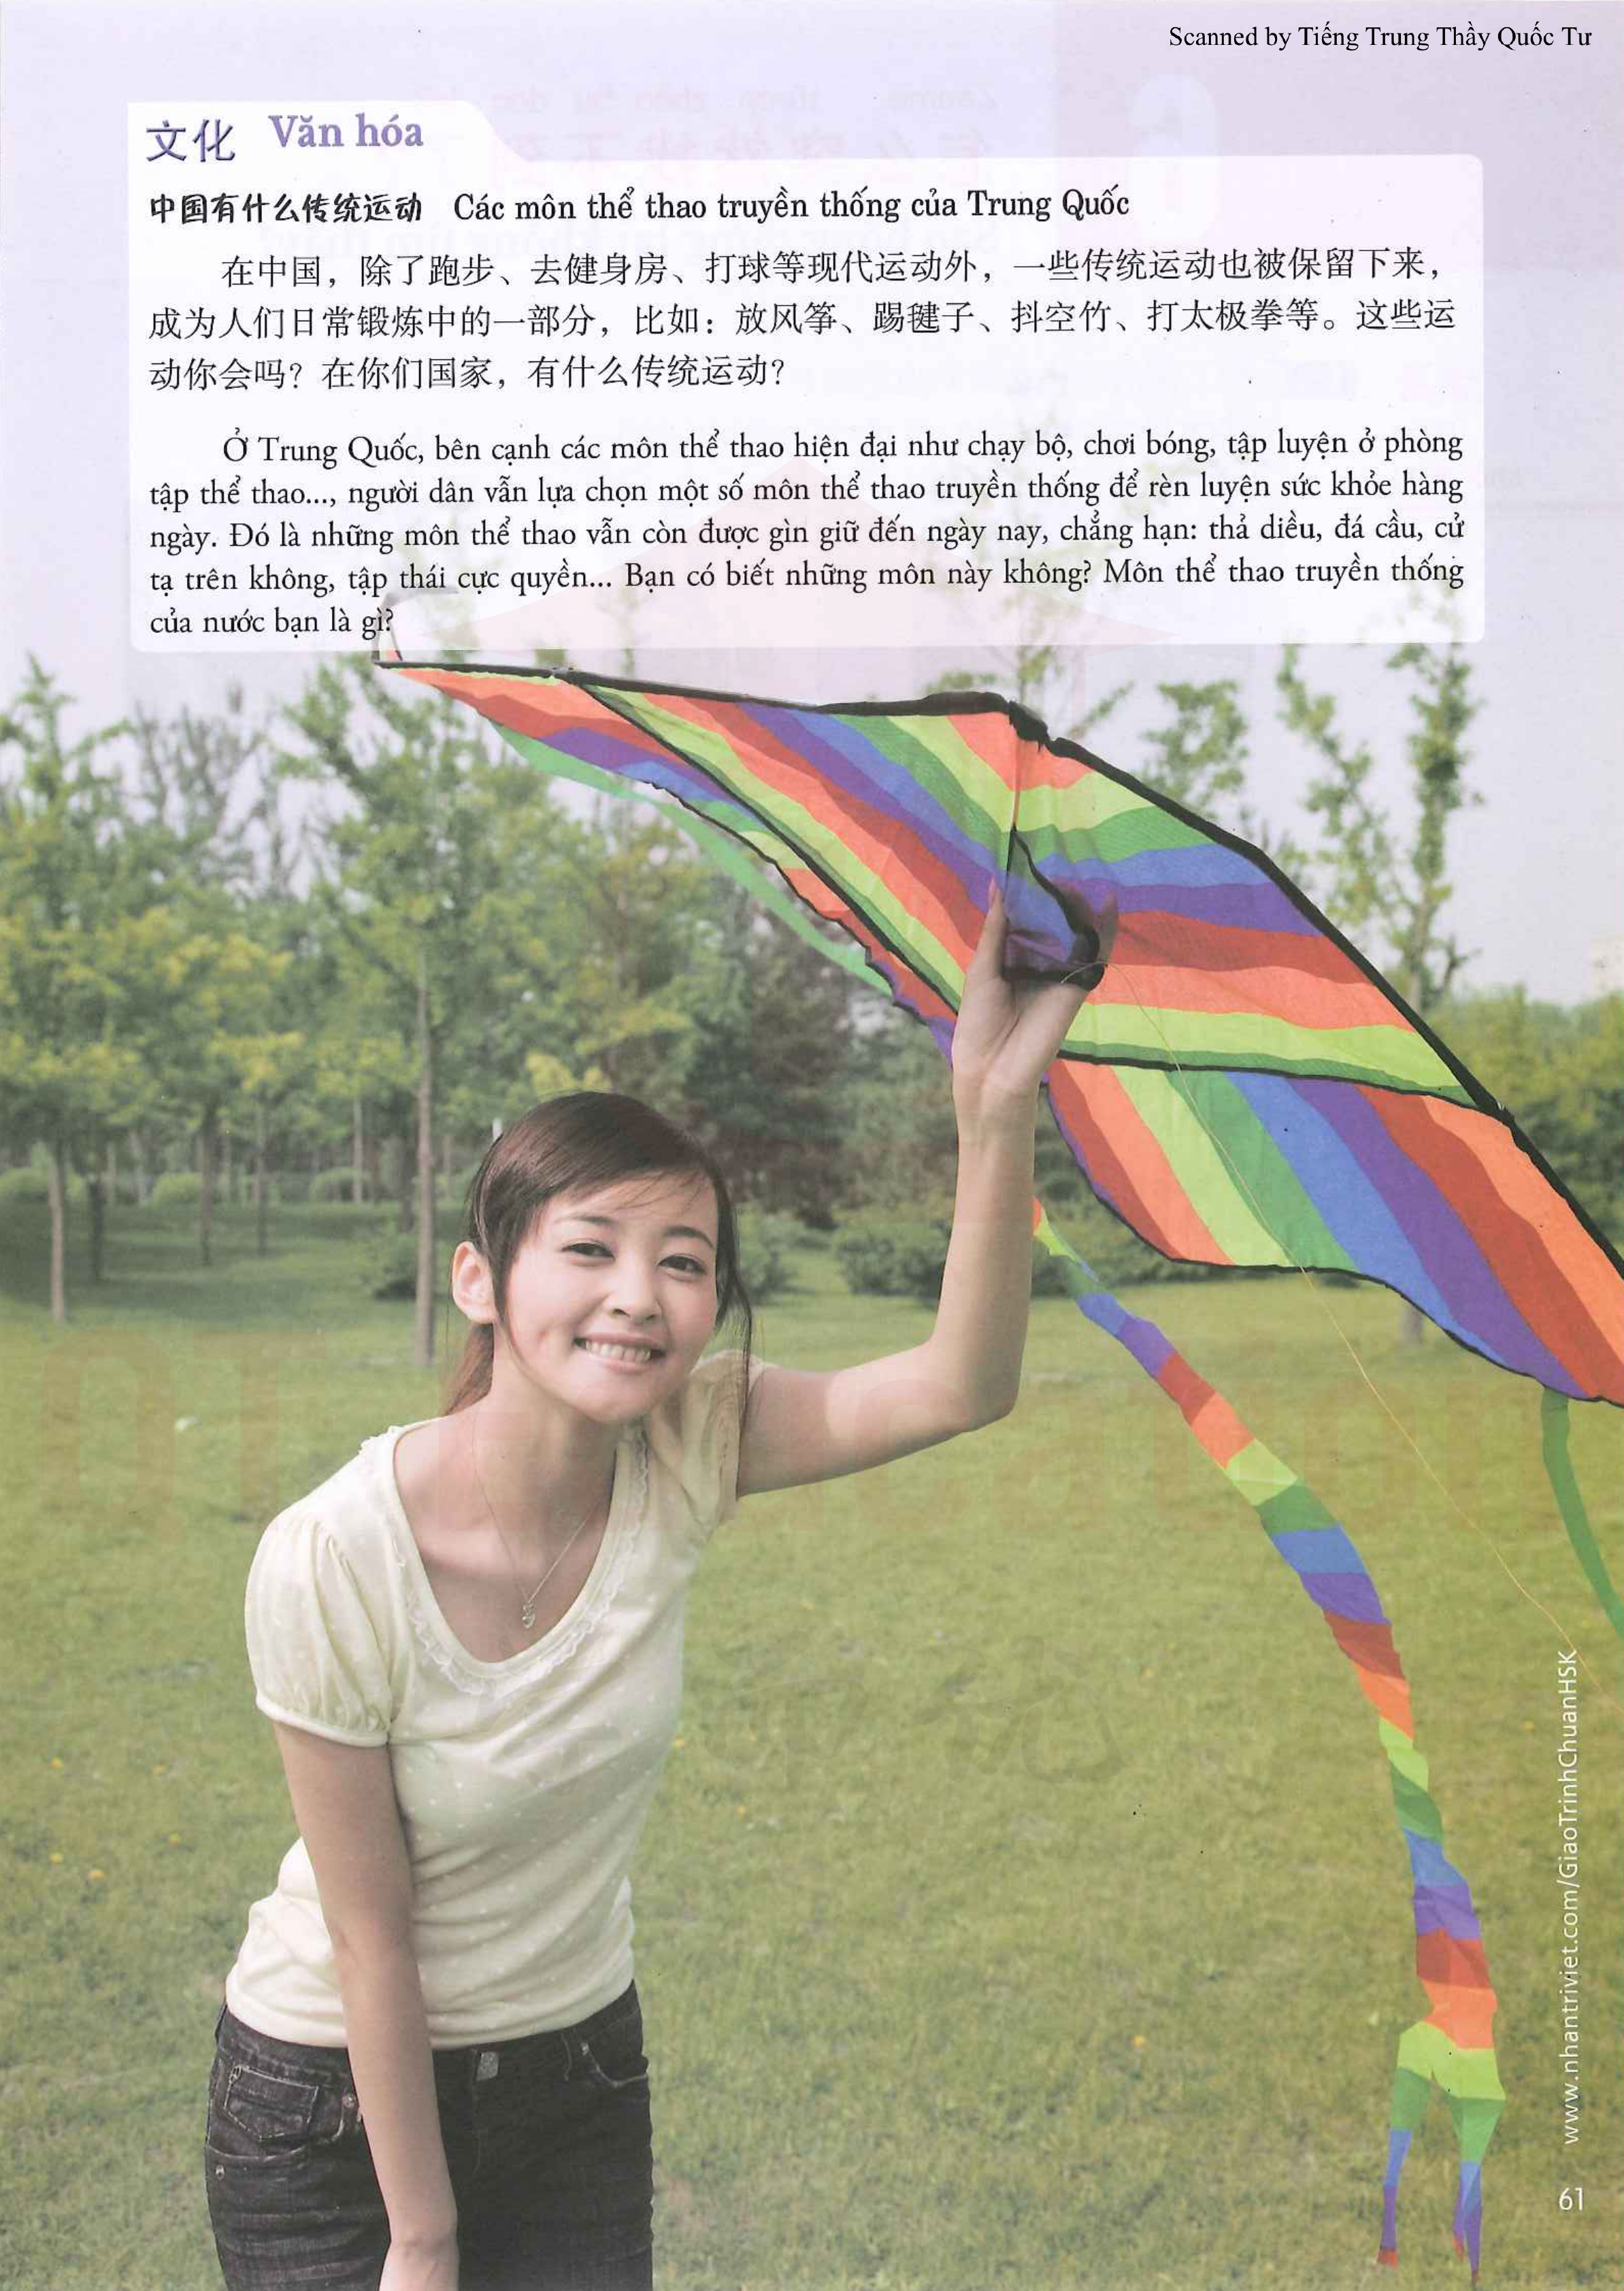 Scanned by Tiếng Trung Thầy Quốc Tư
文化 Văn hóa
中国有什么传统运动 Các môn thể thao truyền thống của Trung Quốc
在中国，除了跑步、去健身房、打球等现代运动外，一些传统运动也被保留下来，
成为人们日常锻炼中的一部分，比如：放风筝、踢毽子、抖空竹、打太极拳等。这些运
动你会吗？在你们国家，有什么传统运动？
Ở Trung Quốc, bên cạnh các môn thể thao hiện đại như chạy bộ, chơi bóng, tập luyện ở phòng
tập thể thao..., người dân vẫn lựa chọn một số môn thể thao truyền thống để rèn luyện sức khỏe hàng
ngày. Đó là những môn thể thao vẫn còn được gìn giữ đến ngày nay, chẳng hạn: thả diều, đá cầu, cử
tạ trên không, tập thái cực quyền... Bạn có biết những môn này không? Môn thể thao truyền thống
của nước bạn là gì?
www.nhantriviet.com/GiaoTrinhChuanHSK
61